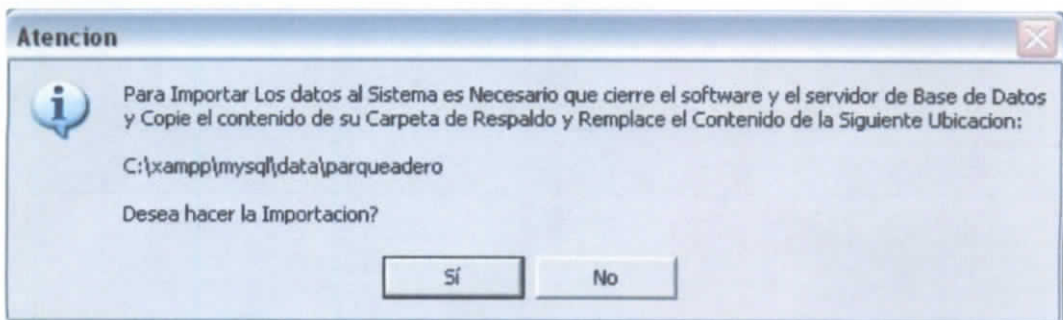 Atencion
Para Importar Los datos al Sistema es Necesario que cierre el software y el servidor de Base de Datos
y Copie el contenido de su Carpeta de Respaldo y Remplace el Contenido de la Siguiente Ubicacion:
C:\xampp\mysql\data\parqueadero
Desea hacer la Importacion?
Sí
No